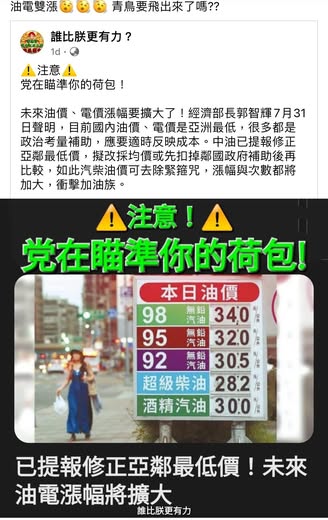 油電雙漲😥😥😥 青鳥要飛出來了嗎??
誰比朕更有力？
1d
⚠️注意⚠️
党在瞄準你的荷包！
未來油價、電價漲幅要擴大了！經濟部長郭智輝7月31
日聲明，目前國內油價、電價是亞洲最低，很多都是
政治考量補助，應要適時反映成本。中油已提報修正
亞鄰最低價，擬改採均價或先扣掉鄰國政府補助後再
比較，如此汽柴油價可去除緊箍咒，漲幅與次數都將
加大，衝擊加油族。
⚠️注意！⚠️
党在瞄準你的荷包!
本日油價
98 無鉛汽油 34.0
95 無鉛汽油 32.0
92 無鉛汽油 30.5
超級柴油 28.2
酒精汽油 30.0
已提報修正亞鄰最低價！未來
油電漲幅將擴大
誰比朕更有力